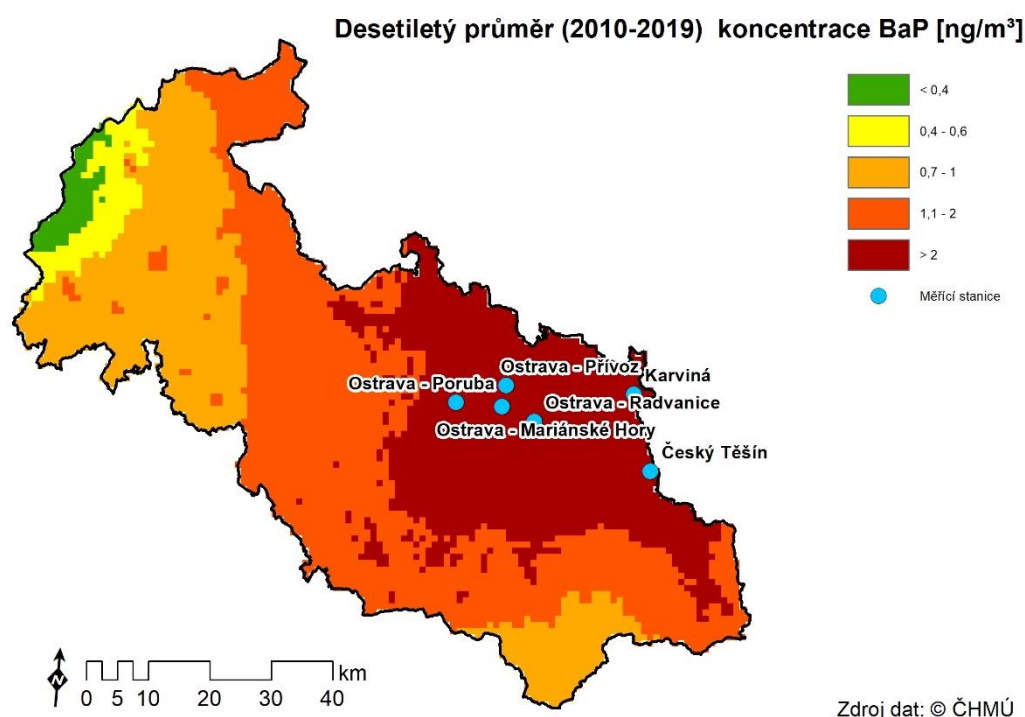 Desetiletý průměr (2010-2019) koncentrace BaP [ng/m³]
< 0,4
0,4 - 0,6
0,7 - 1
1,1 - 2
> 2
Měřící stanice
Ostrava - Přívoz
Karviná
Ostrava - Poruba
Ostrava - Radvanice
Ostrava - Mariánské Hory
Český Těšín
km
0 5 10 20 30 40
Zdroj dat: © ČHMÚ